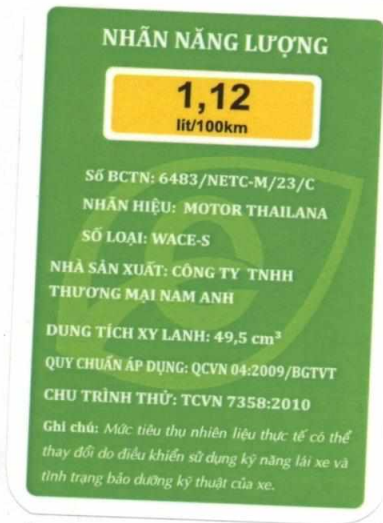 NHÃN NĂNG LƯỢNG
1,12
lít/100km
Số BCTN: 6483/NETC-M/23/C
NHÃN HIỆU: MOTOR THAILANA
SỐ LOẠI: WACE-S
NHÀ SẢN XUẤT: CÔNG TY TNHH
THƯƠNG MẠI NAM ANH
DUNG TÍCH XY LANH: 49,5 cm³
QUY CHUẨN ÁP DỤNG: QCVN 04:2009/BGTVT
CHU TRÌNH THỬ: TCVN 7358:2010
Ghi chú: Mức tiêu thụ nhiên liệu thực tế có thể
thay đổi do điều khiển sử dụng kỹ năng lái xe và
tình trạng bảo dưỡng kỹ thuật của xe.